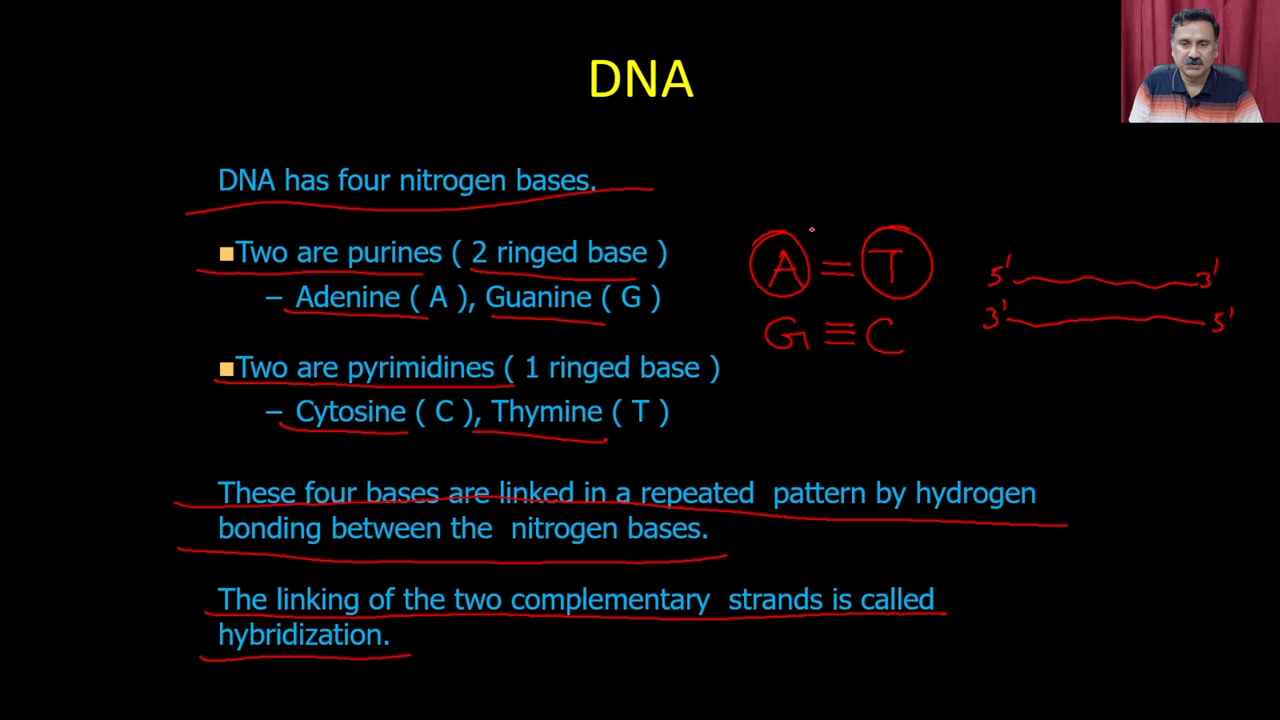 DNA
DNA has four nitrogen bases.
■Two are purines ( 2 ringed base )
– Adenine ( A ), Guanine ( G )
■Two are pyrimidines ( 1 ringed base )
– Cytosine ( C ), Thymine ( T )
These four bases are linked in a repeated pattern by hydrogen
bonding between the nitrogen bases.
The linking of the two complementary strands is called
hybridization.
A = T
G ≡ C
5' 3'
3' 5'